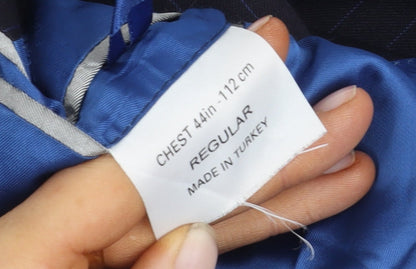 CHEST 44in - 112 cm
REGULAR
MADE IN TURKEY